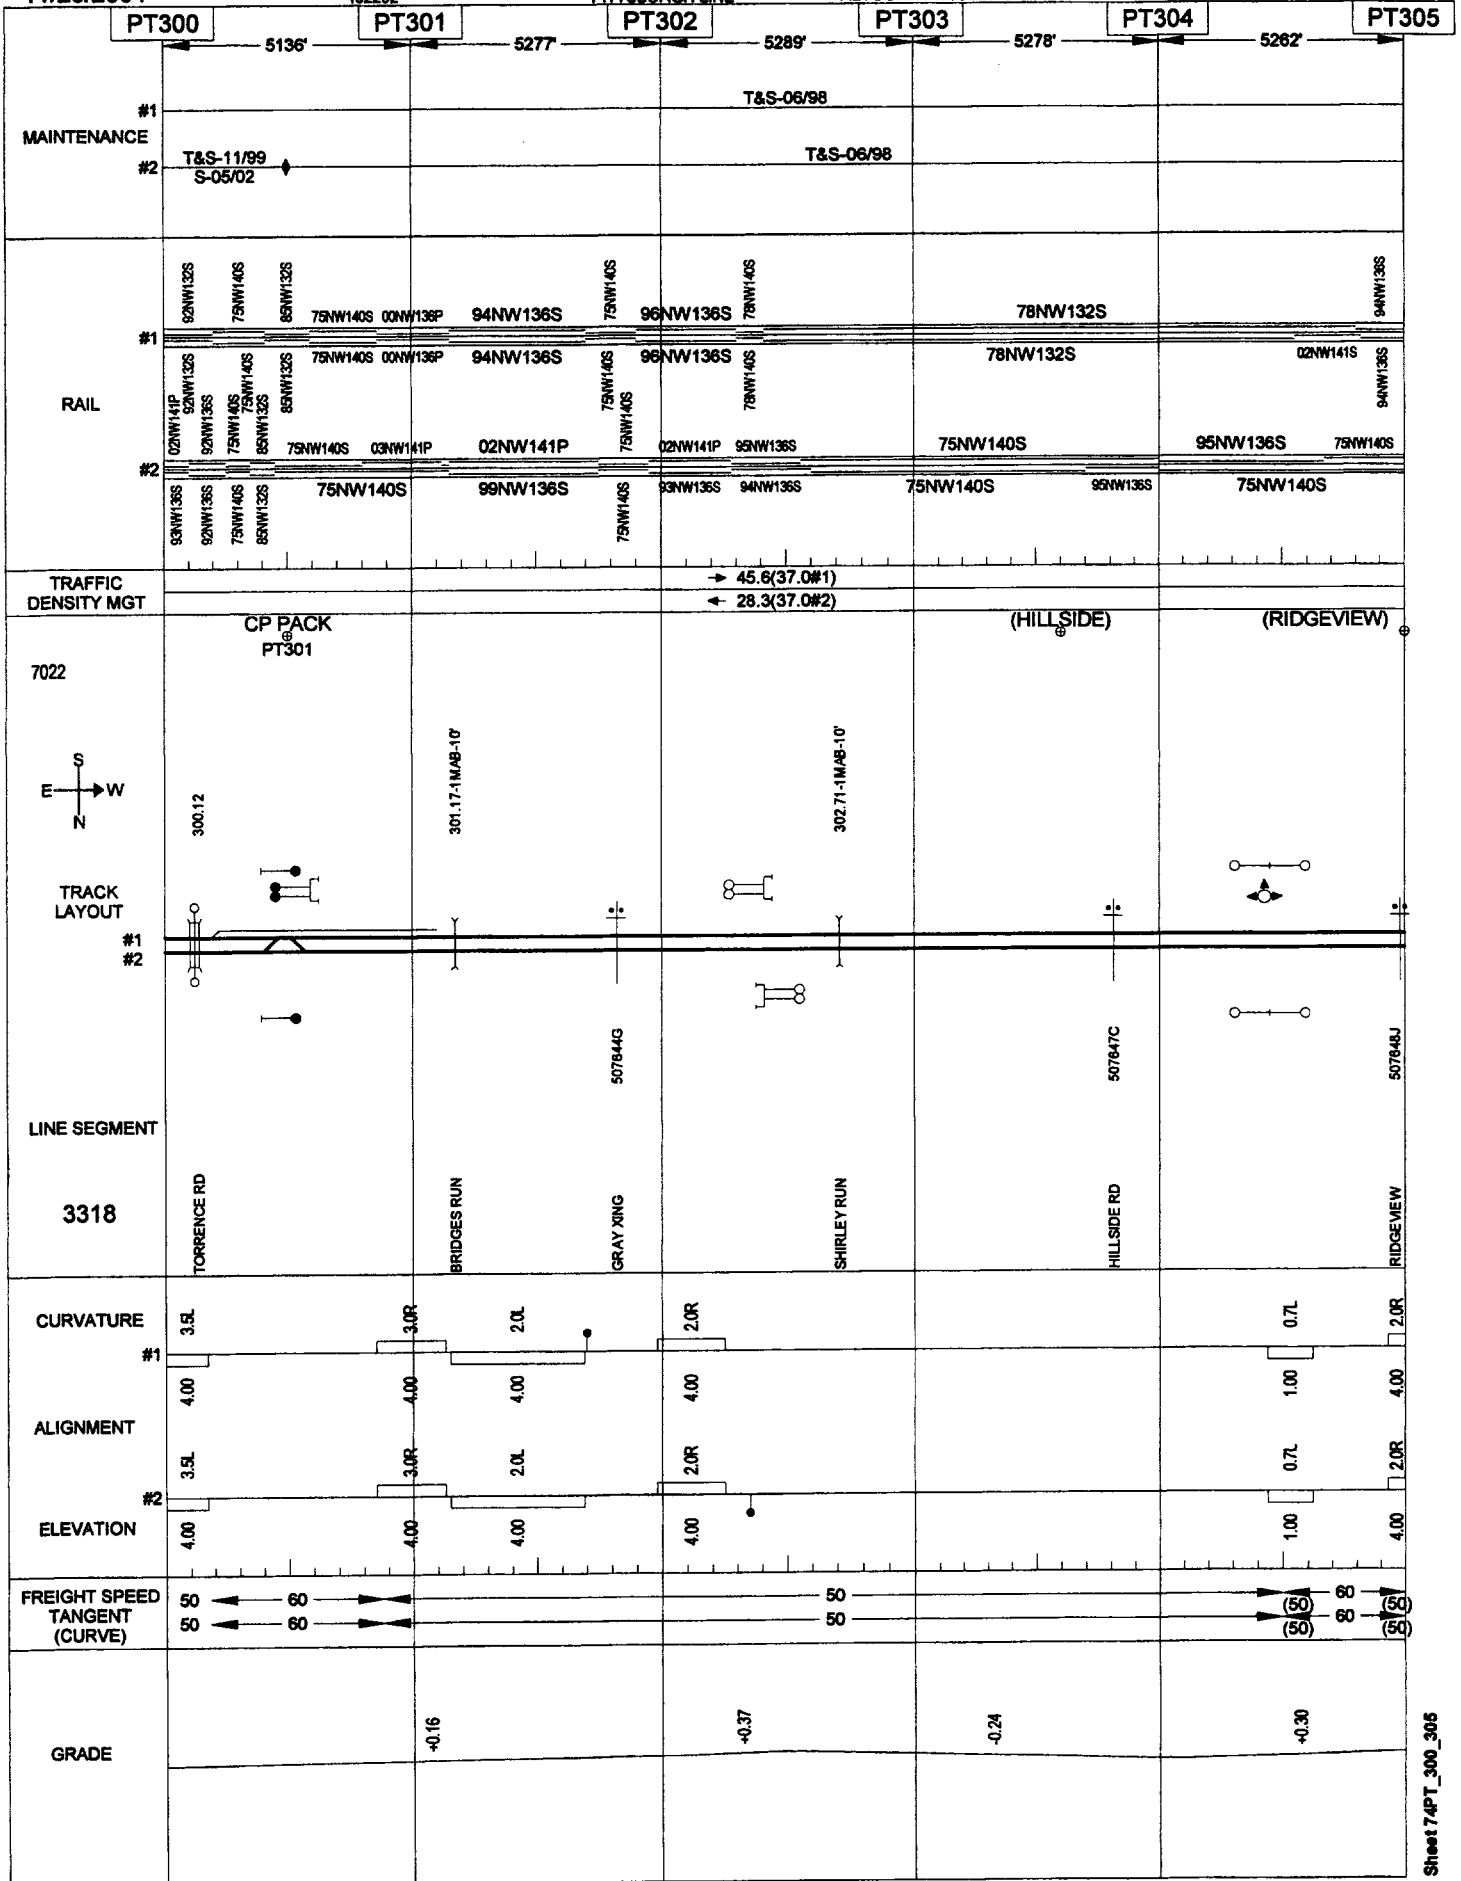 PT300 PT301 PT302 PT303 PT304 PT305
5136' 5277' 5289' 5278' 5262'
#1 T&S-06/98
MAINTENANCE
#2 T&S-11/99 T&S-06/98
S-05/02
92NW132S 75NW140S 85NW132S 75NW140S 78NW140S 94NW136S
75NW140S 00NW136P 94NW136S 96NW136S 78NW132S
#1
75NW140S 00NW136P 94NW136S 96NW136S 78NW132S 02NW141S
92NW132S 75NW140S 85NW132S 75NW140S 78NW140S 94NW136S
RAIL
02NW141P 92NW136S 75NW140S 85NW132S 75NW140S
75NW140S 03NW141P 02NW141P 02NW141P 95NW136S 75NW140S 95NW136S 75NW140S
#2
75NW140S 99NW136S 93NW136S 94NW136S 75NW140S 95NW136S 75NW140S
93NW136S 92NW136S 75NW140S 85NW132S 75NW140S
TRAFFIC
DENSITY MGT
45.6(37.0#1)
28.3(37.0#2)
CP PACK (HILLSIDE) (RIDGEVIEW)
PT301
7022
S
E W
N
300.12 301.17-1MAB-10' 302.71-1MAB-10'
TRACK
LAYOUT
#1
#2
507644G 507647C 507648J
LINE SEGMENT
3318
TORRENCE RD BRIDGES RUN GRAY XING SHIRLEY RUN HILLSIDE RD RIDGEVIEW
CURVATURE 3.5L 3.0R 2.0L 2.0R 0.7L 2.0R
#1
4.00 4.00 4.00 4.00 1.00 4.00
ALIGNMENT
3.5L 3.0R 2.0L 2.0R 0.7L 2.0R
#2
ELEVATION 4.00 4.00 4.00 4.00 1.00 4.00
FREIGHT SPEED 50 60 50 60
(50) (50)
TANGENT 50 60 50 60
(CURVE) (50) (50)
GRADE +0.16 +0.37 -0.24 +0.30
Sheet 74PT_300_305